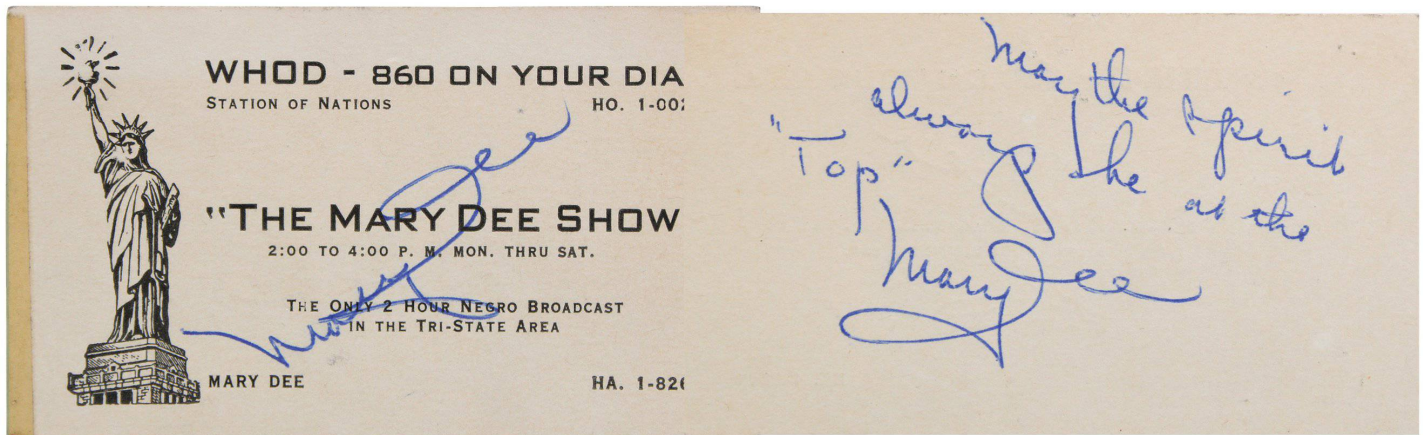 WHOD - 860 ON YOUR DIA
STATION OF NATIONS HO. 1-002
"THE MARY DEE SHOW
2:00 TO 4:00 P. M. MON. THRU SAT.
THE ONLY 2 HOUR NEGRO BROADCAST
IN THE TRI-STATE AREA
MARY DEE HA. 1-826
Mary Dee
May the spirit
always be at the
"Top"
Mary Dee